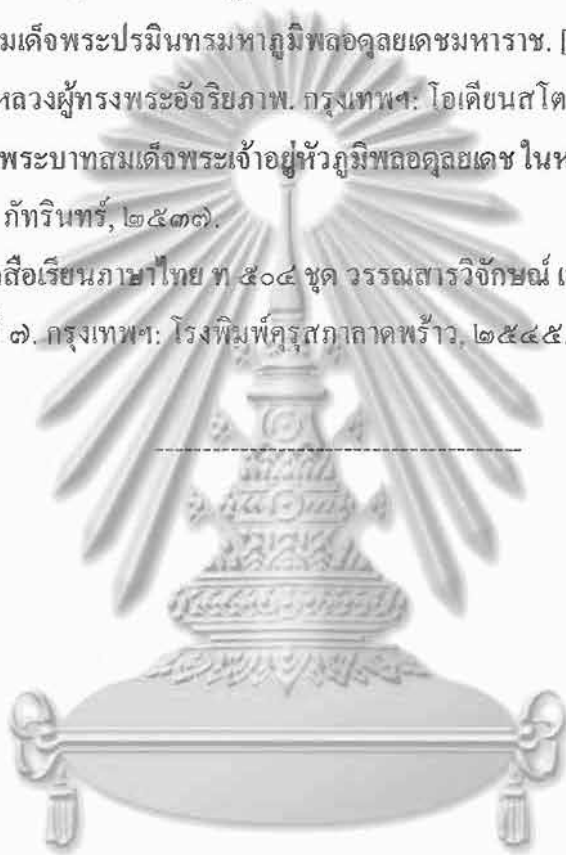 มเด็จพระปรมินทรมหาภูมิพลอดุลยเดชมหาราช. [
หลวงผู้ทรงพระอัจริยภาพ. กรุงเทพฯ: โอเดียนสโต
พระบาทสมเด็จพระเจ้าอยู่หัวภูมิพลอดุลยเดช ในห
ภัทรินทร์, ๒๕๓๗).
สือเรียนภาษาไทย ท ๕๐๔ ชุด วรรณสารวิจักษณ์ เ
๗. กรุงเทพฯ: โรงพิมพ์คุรุสภาลาดพร้าว, ๒๕๔๕.